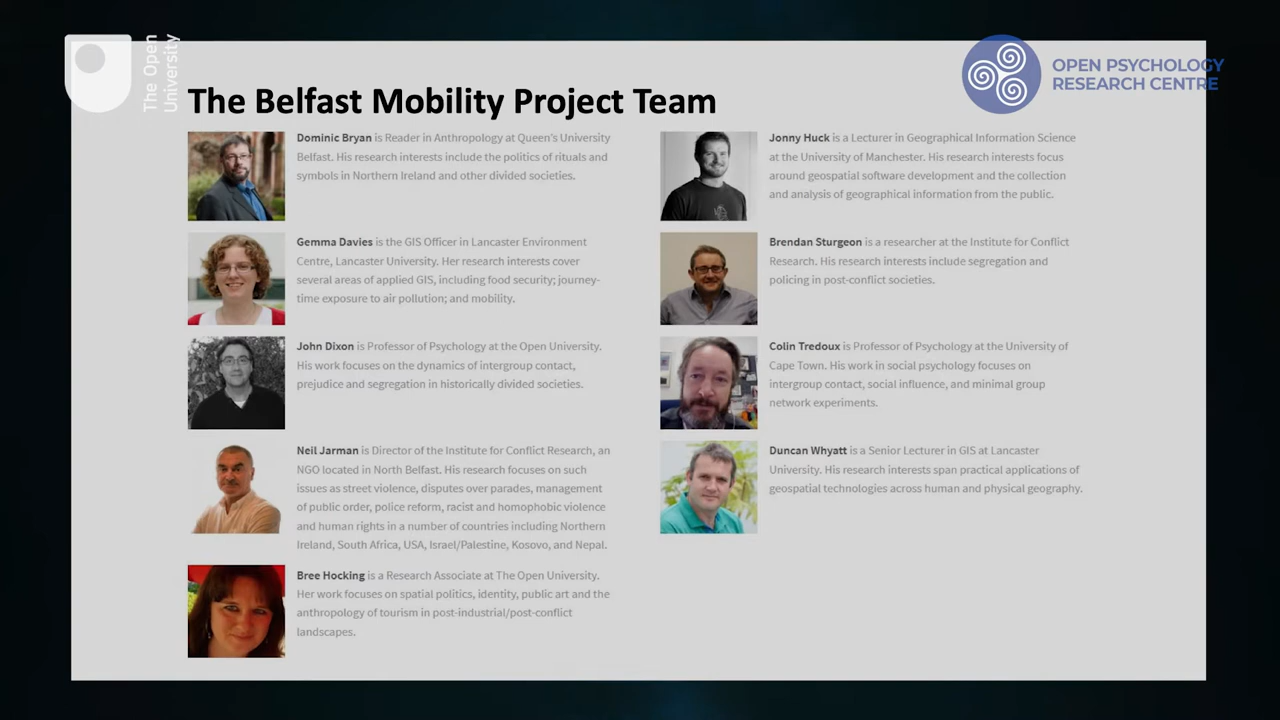 The Open
University
OPEN PSYCHOLOGY
RESEARCH CENTRE
The Belfast Mobility Project Team
Dominic Bryan is Reader in Anthropology at Queen's University
Belfast. His research interests include the politics of rituals and
symbols in Northern Ireland and other divided societies.
Gemma Davies is the GIS Officer in Lancaster Environment
Centre, Lancaster University. Her research interests cover
several areas of applied GIS, including food security; journey-
time exposure to air pollution; and mobility.
John Dixon is Professor of Psychology at the Open University.
His work focuses on the dynamics of intergroup contact,
prejudice and segregation in historically divided societies.
Neil Jarman is Director of the Institute for Conflict Research, an
NGO located in North Belfast. His research focuses on such
issues as street violence, disputes over parades, management
of public order, police reform, racist and homophobic violence
and human rights in a number of countries including Northern
Ireland, South Africa, USA, Israel/Palestine, Kosovo, and Nepal.
Bree Hocking is a Research Associate at The Open University.
Her work focuses on spatial politics, identity, public art and the
anthropology of tourism in post-industrial/post-conflict
landscapes.
Jonny Huck is a Lecturer in Geographical Information Science
at the University of Manchester. His research interests focus
around geospatial software development and the collection
and analysis of geographical information from the public.
Brendan Sturgeon is a researcher at the Institute for Conflict
Research. His research interests include segregation and
policing in post-conflict societies.
Colin Tredoux is Professor of Psychology at the University of
Cape Town. His work in social psychology focuses on
intergroup contact, social influence, and minimal group
network experiments.
Duncan Whyatt is a Senior Lecturer in GIS at Lancaster
University. His research interests span practical applications of
geospatial technologies across human and physical geography.